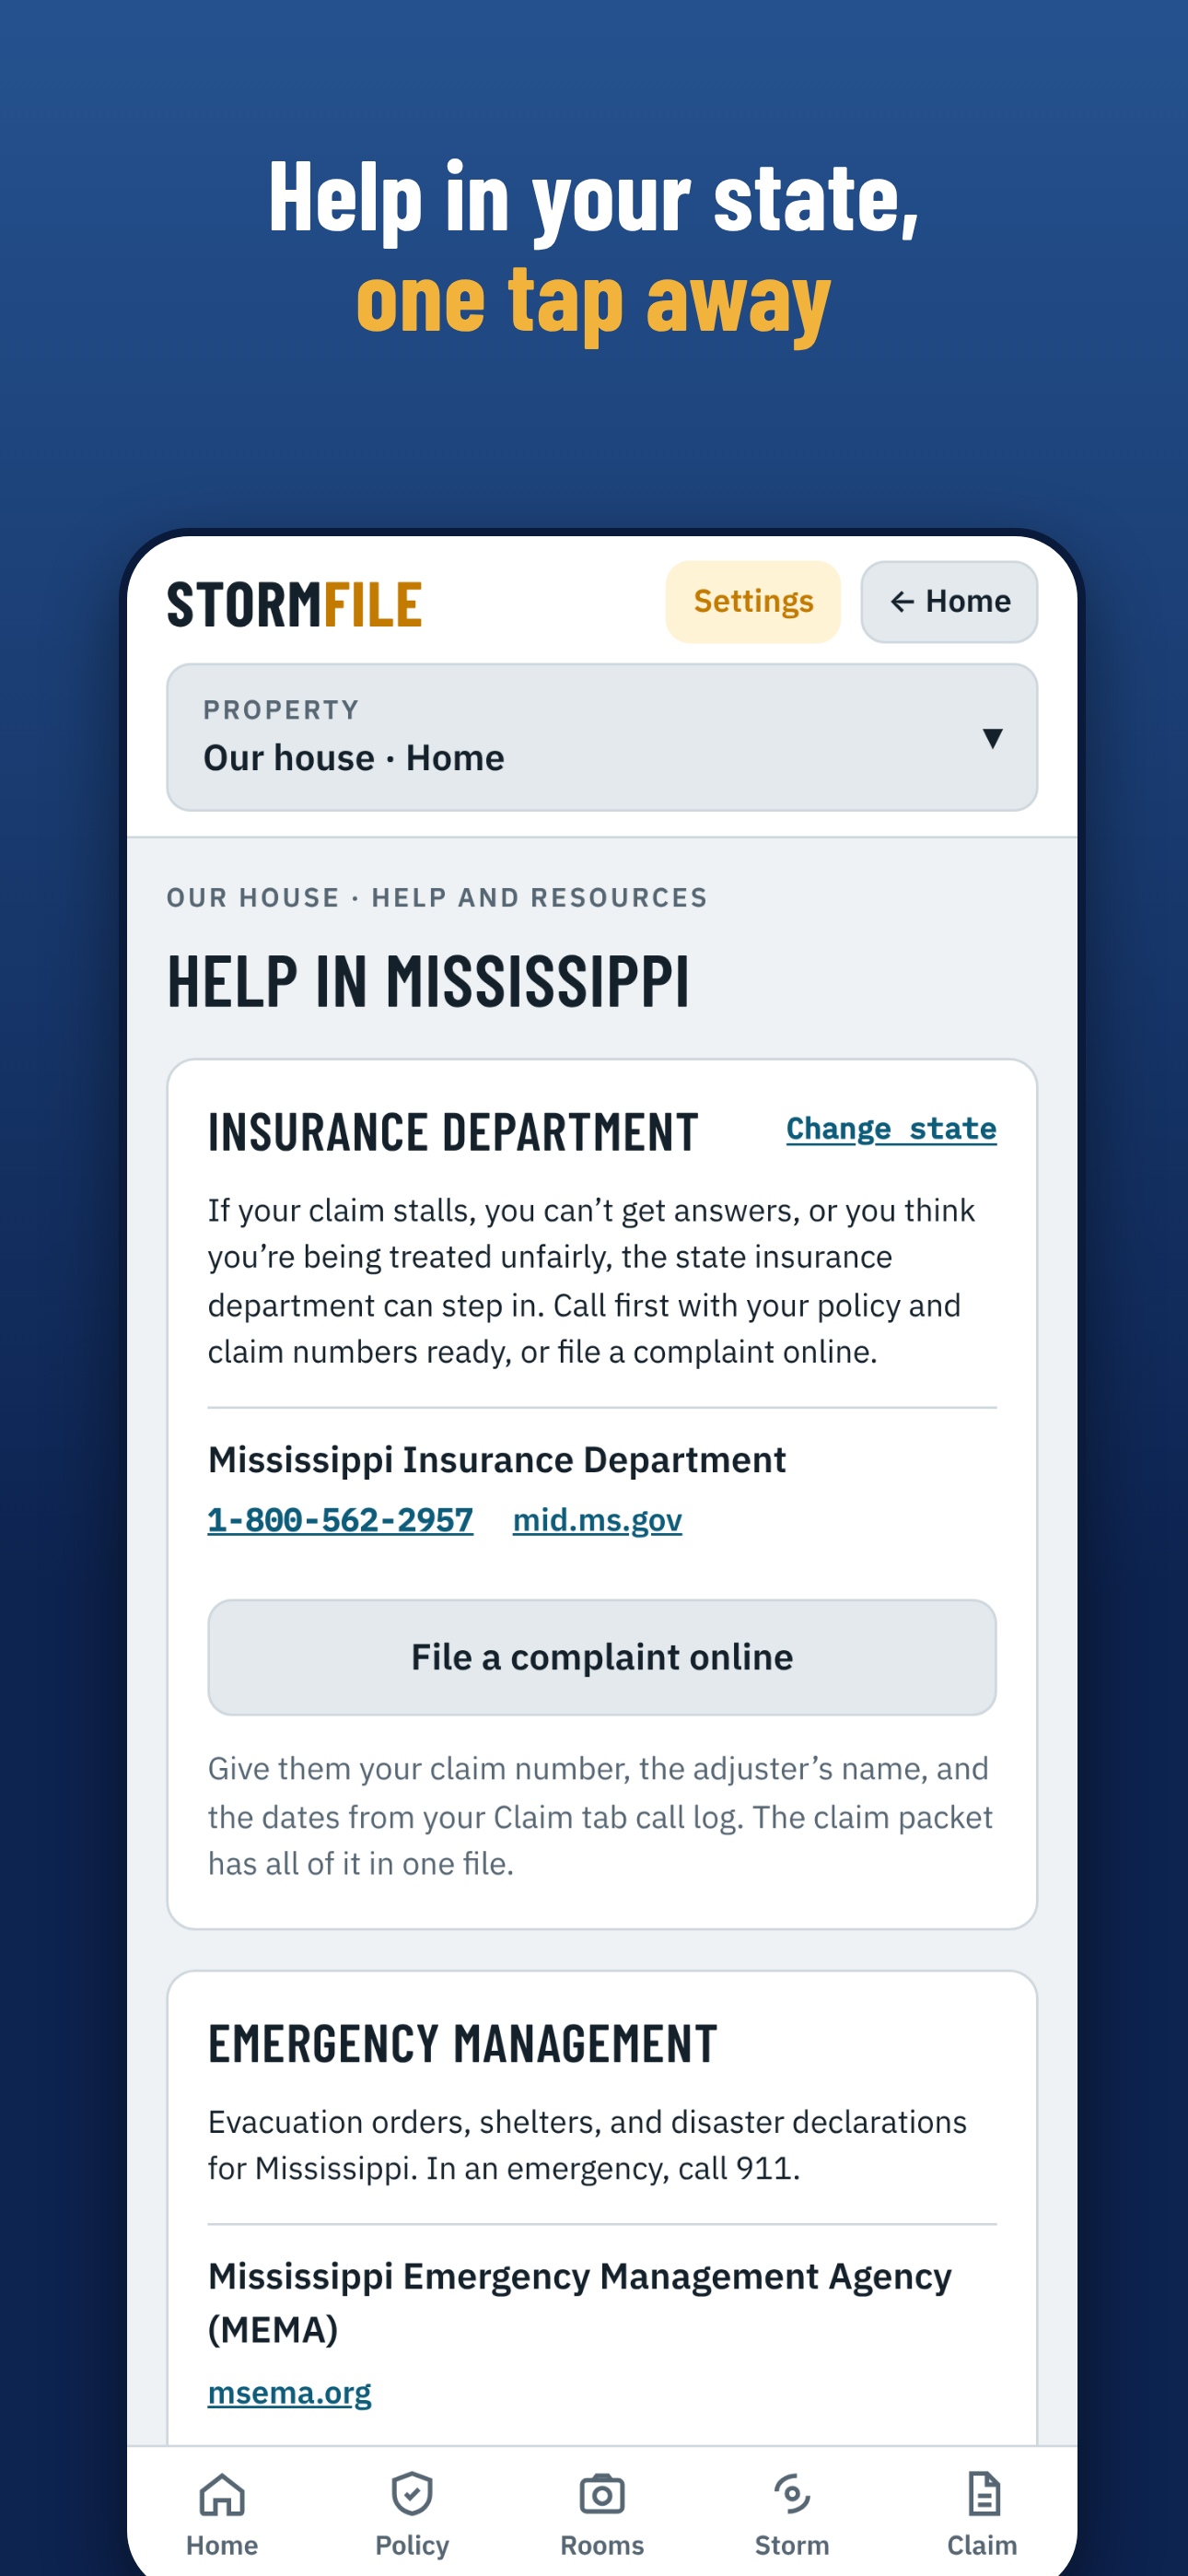 Help in your state,
one tap away
STORMFILE
Settings
← Home
PROPERTY
Our house · Home
▼
OUR HOUSE · HELP AND RESOURCES
HELP IN MISSISSIPPI
INSURANCE DEPARTMENT
Change state
If your claim stalls, you can’t get answers, or you think
you’re being treated unfairly, the state insurance
department can step in. Call first with your policy and
claim numbers ready, or file a complaint online.
Mississippi Insurance Department
1-800-562-2957 mid.ms.gov
File a complaint online
Give them your claim number, the adjuster’s name, and
the dates from your Claim tab call log. The claim packet
has all of it in one file.
EMERGENCY MANAGEMENT
Evacuation orders, shelters, and disaster declarations
for Mississippi. In an emergency, call 911.
Mississippi Emergency Management Agency
(MEMA)
msema.org
Home Policy Rooms Storm Claim